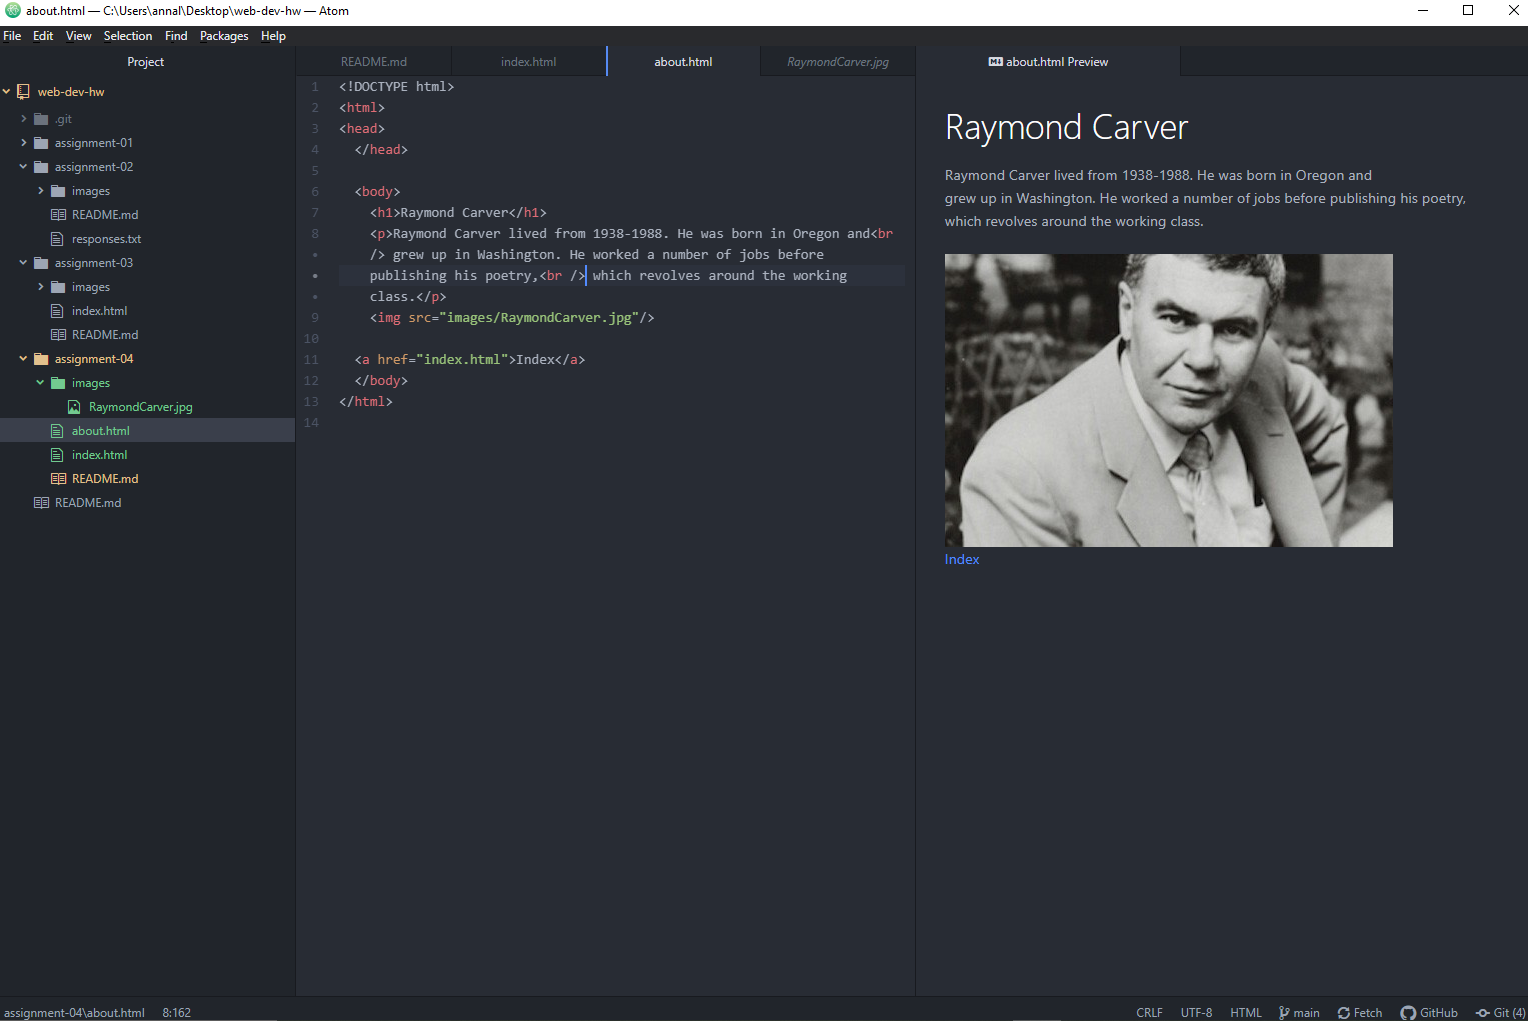 about.html — C:\Users\annal\Desktop\web-dev-hw — Atom
File Edit View Selection Find Packages Help
Project
web-dev-hw
.git
assignment-01
assignment-02
images
README.md
responses.txt
assignment-03
images
index.html
README.md
assignment-04
images
RaymondCarver.jpg
about.html
index.html
README.md
README.md
README.md index.html about.html RaymondCarver.jpg
1 <!DOCTYPE html>
2 <html>
3 <head>
4 </head>
5
6 <body>
7 <h1>Raymond Carver</h1>
8 <p>Raymond Carver lived from 1938-1988. He was born in Oregon and<br
• /> grew up in Washington. He worked a number of jobs before
• publishing his poetry,<br /> which revolves around the working
• class.</p>
9 <img src="images/RaymondCarver.jpg"/>
10
11 <a href="index.html">Index</a>
12 </body>
13 </html>
14
about.html Preview
Raymond Carver
Raymond Carver lived from 1938-1988. He was born in Oregon and
grew up in Washington. He worked a number of jobs before publishing his poetry,
which revolves around the working class.
Index
assignment-04\about.html 8:162
CRLF UTF-8 HTML main Fetch GitHub Git (4)